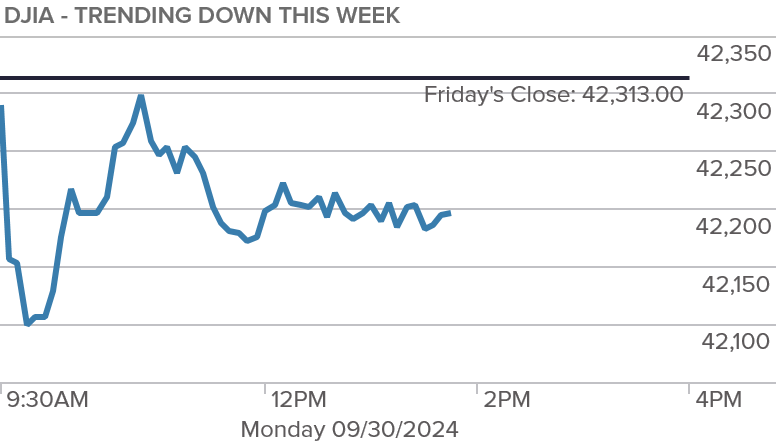 DJIA - TRENDING DOWN THIS WEEK
42,350
Friday's Close: 42,313.00
42,300
42,250
42,200
42,150
42,100
9:30AM 12PM 2PM 4PM
Monday 09/30/2024